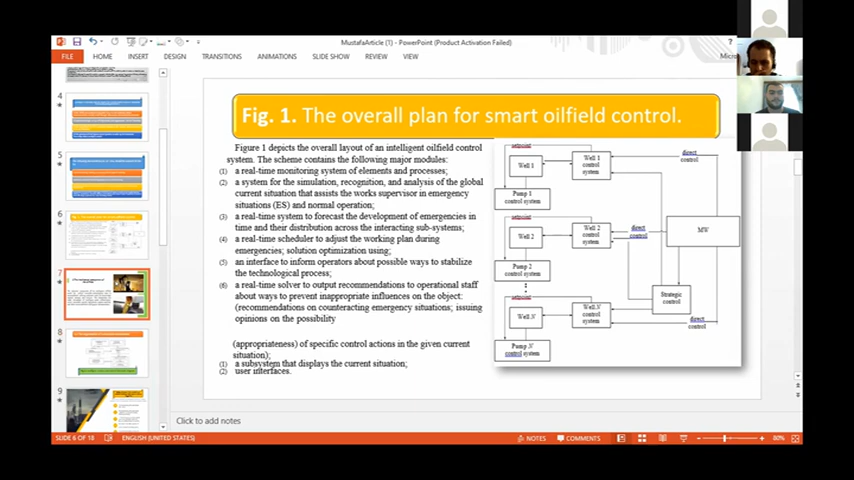 MustafaArticle (1) - PowerPoint (Product Activation Failed)
?
FILE
HOME
INSERT
DESIGN
TRANSITIONS
ANIMATIONS
SLIDE SHOW
REVIEW
VIEW
Micro
4
5
6
7
8
9
Fig. 1. The overall plan for smart oilfield control.
Figure 1 depicts the overall layout of an intelligent oilfield control
system. The scheme contains the following major modules:
(1) a real-time monitoring system of elements and processes;
(2) a system for the simulation, recognition, and analysis of the global
current situation that assists the works supervisor in emergency
situations (ES) and normal operation;
(3) a real-time system to forecast the development of emergencies in
time and their distribution across the interacting sub-systems;
(4) a real-time scheduler to adjust the working plan during
emergencies; solution optimization using;
(5) an interface to inform operators about possible ways to stabilize
the technological process;
(6) a real-time solver to output recommendations to operational staff
about ways to prevent inappropriate influences on the object:
(recommendations on counteracting emergency situations; issuing
opinions on the possibility
(appropriateness) of specific control actions in the given current
situation);
(1) a subsystem that displays the current situation;
(2) user interfaces.
setpoint
Well 1
Well 1
control
system
direct
control
Pump 1
control system
setpoint
Well 2
Well 2
control
system
direct
control
MW
Pump 2
control system
setpoint
Well N
Well N
control
system
Strategic
control
direct
control
Pump N
control system
Click to add notes
SLIDE 6 OF 18
ENGLISH (UNITED STATES)
NOTES
COMMENTS
80%